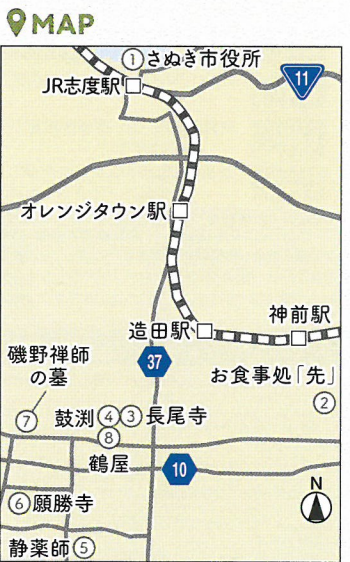 MAP
①さぬき市役所
JR志度駅
11
オレンジタウン駅
造田駅
神前駅
37
お食事処「先」
②
磯野禅師
の墓
⑦
鼓渕④③長尾寺
⑧
鶴屋
10
⑥願勝寺
静薬師⑤
N